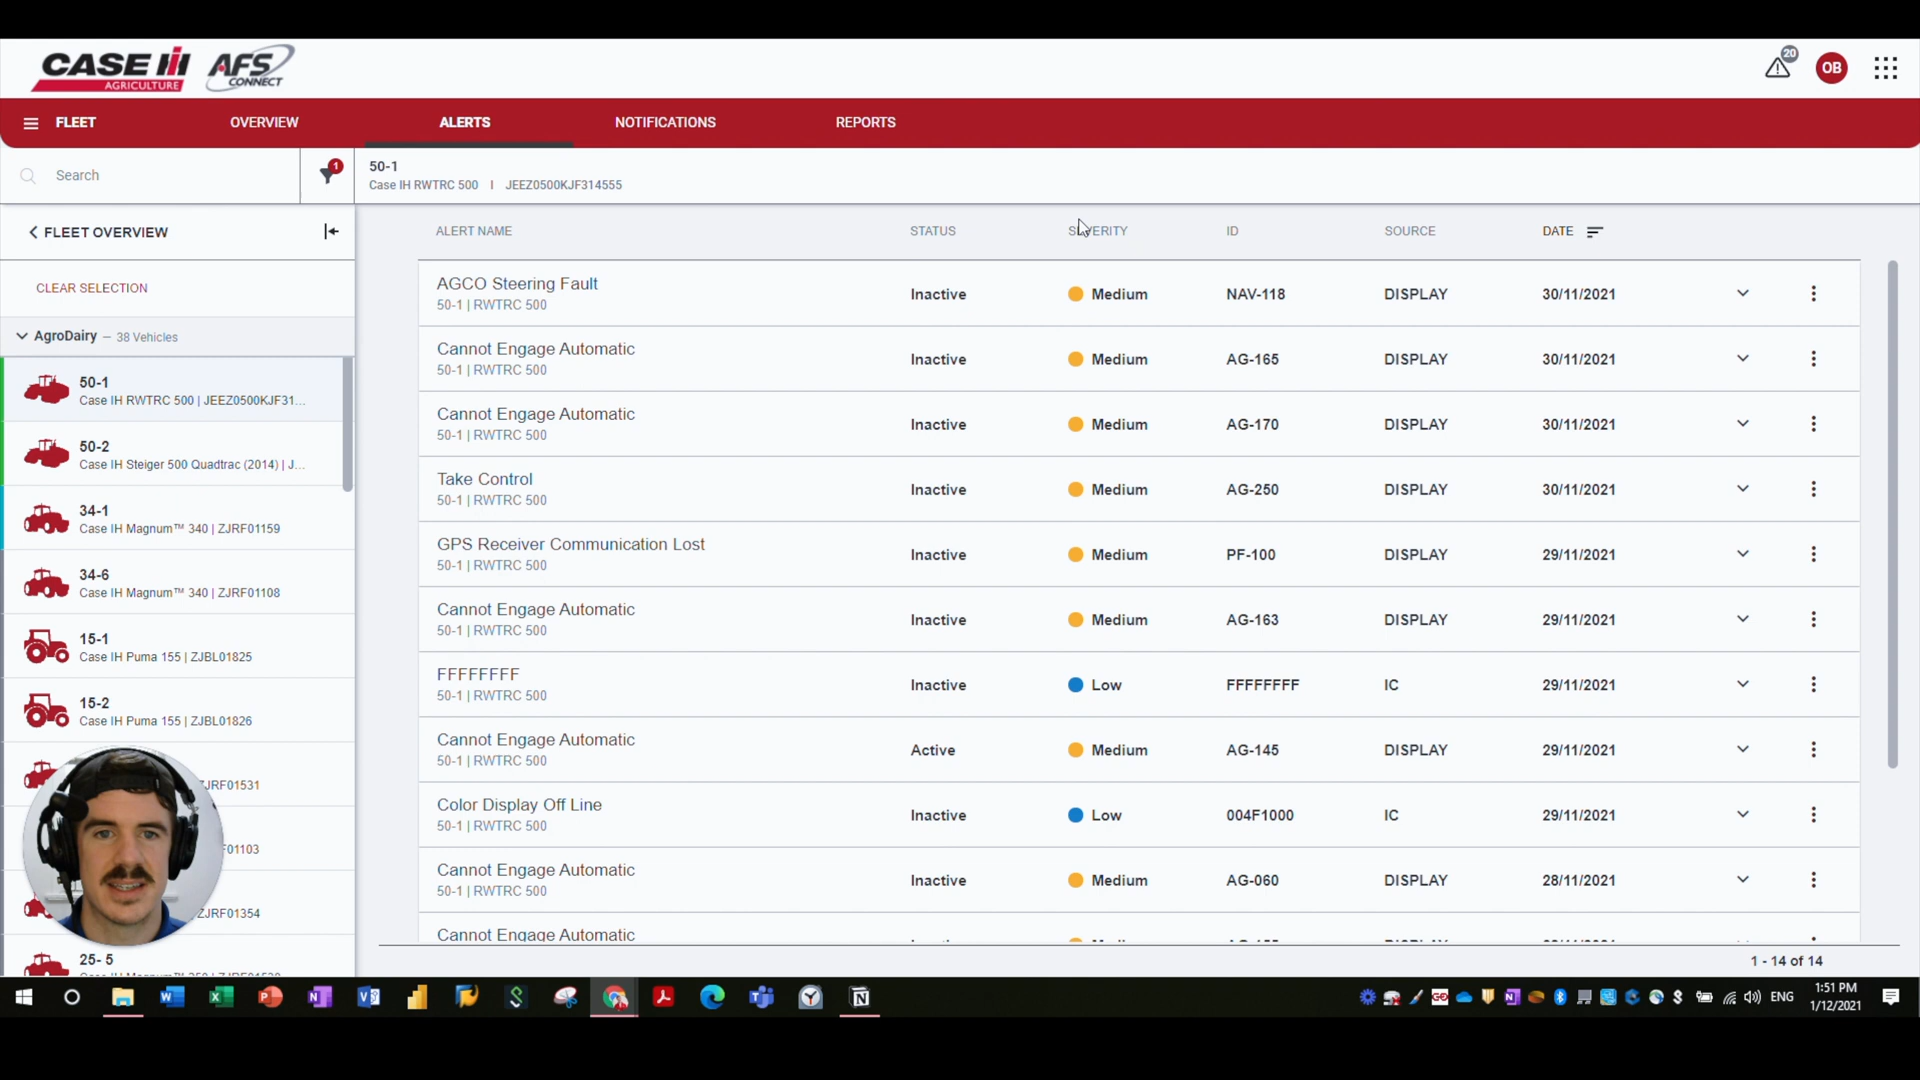 CASE IH
AGRICULTURE
AFS
CONNECT
20
OB
FLEET
OVERVIEW
ALERTS
NOTIFICATIONS
REPORTS
Search
1
50-1
Case IH RWTRC 500 | JEEZ0500KJF314555
FLEET OVERVIEW
CLEAR SELECTION
AgroDairy – 38 Vehicles
50-1
Case IH RWTRC 500 | JEEZ0500KJF31...
50-2
Case IH Steiger 500 Quadtrac (2014) | J...
34-1
Case IH Magnum™ 340 | ZJRF01159
34-6
Case IH Magnum™ 340 | ZJRF01108
15-1
Case IH Puma 155 | ZJBL01825
15-2
Case IH Puma 155 | ZJBL01826
ZJRF01531
F01103
ZJRF01354
25- 5
ALERT NAME STATUS SEVERITY ID SOURCE DATE
AGCO Steering Fault
50-1 | RWTRC 500
Inactive Medium NAV-118 DISPLAY 30/11/2021
Cannot Engage Automatic
50-1 | RWTRC 500
Inactive Medium AG-165 DISPLAY 30/11/2021
Cannot Engage Automatic
50-1 | RWTRC 500
Inactive Medium AG-170 DISPLAY 30/11/2021
Take Control
50-1 | RWTRC 500
Inactive Medium AG-250 DISPLAY 30/11/2021
GPS Receiver Communication Lost
50-1 | RWTRC 500
Inactive Medium PF-100 DISPLAY 29/11/2021
Cannot Engage Automatic
50-1 | RWTRC 500
Inactive Medium AG-163 DISPLAY 29/11/2021
FFFFFFFF
50-1 | RWTRC 500
Inactive Low FFFFFFFF IC 29/11/2021
Cannot Engage Automatic
50-1 | RWTRC 500
Active Medium AG-145 DISPLAY 29/11/2021
Color Display Off Line
50-1 | RWTRC 500
Inactive Low 004F1000 IC 29/11/2021
Cannot Engage Automatic
50-1 | RWTRC 500
Inactive Medium AG-060 DISPLAY 28/11/2021
Cannot Engage Automatic
1 - 14 of 14
ENG
1:51 PM
1/12/2021